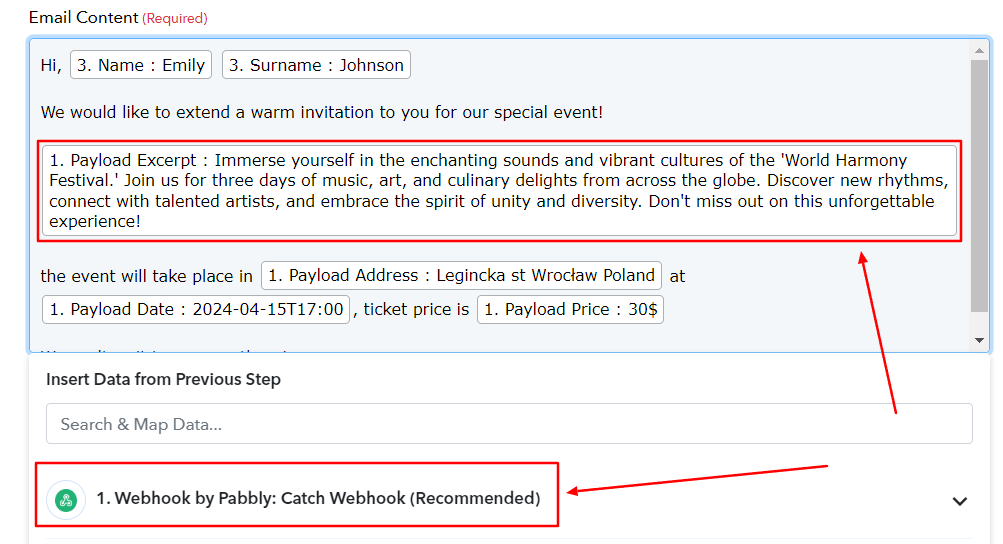 Email Content (Required)
Hi, 3. Name : Emily 3. Surname : Johnson
We would like to extend a warm invitation to you for our special event!
1. Payload Excerpt : Immerse yourself in the enchanting sounds and vibrant cultures of the 'World Harmony
Festival.' Join us for three days of music, art, and culinary delights from across the globe. Discover new rhythms,
connect with talented artists, and embrace the spirit of unity and diversity. Don't miss out on this unforgettable
experience!
the event will take place in 1. Payload Address : Legincka st Wrocław Poland at
1. Payload Date : 2024-04-15T17:00 , ticket price is 1. Payload Price : 30$
Insert Data from Previous Step
Search & Map Data...
1. Webhook by Pabbly: Catch Webhook (Recommended)